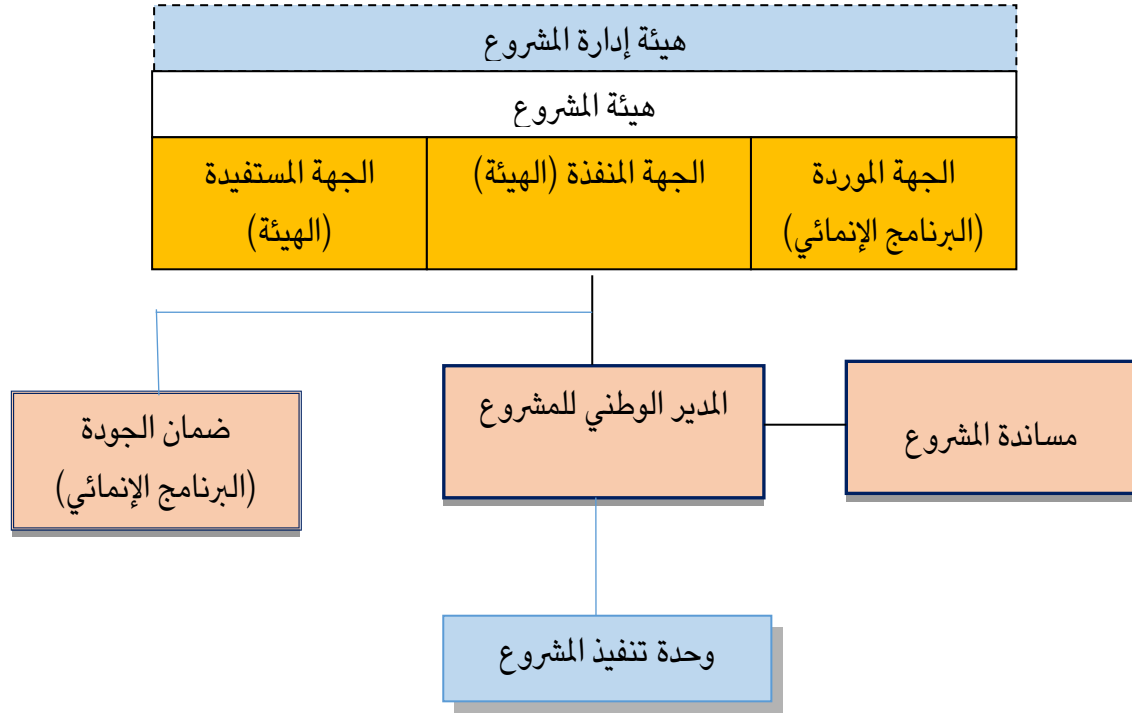 هيئة إدارة المشروع
هيئة المشروع
الجهة الموردة
(البرنامج الإنمائي)
الجهة المنفذة (الهيئة)
الجهة المستفيدة
(الهيئة)
مساندة المشروع
المدير الوطني للمشروع
ضمان الجودة
(البرنامج الإنمائي)
وحدة تنفيذ المشروع